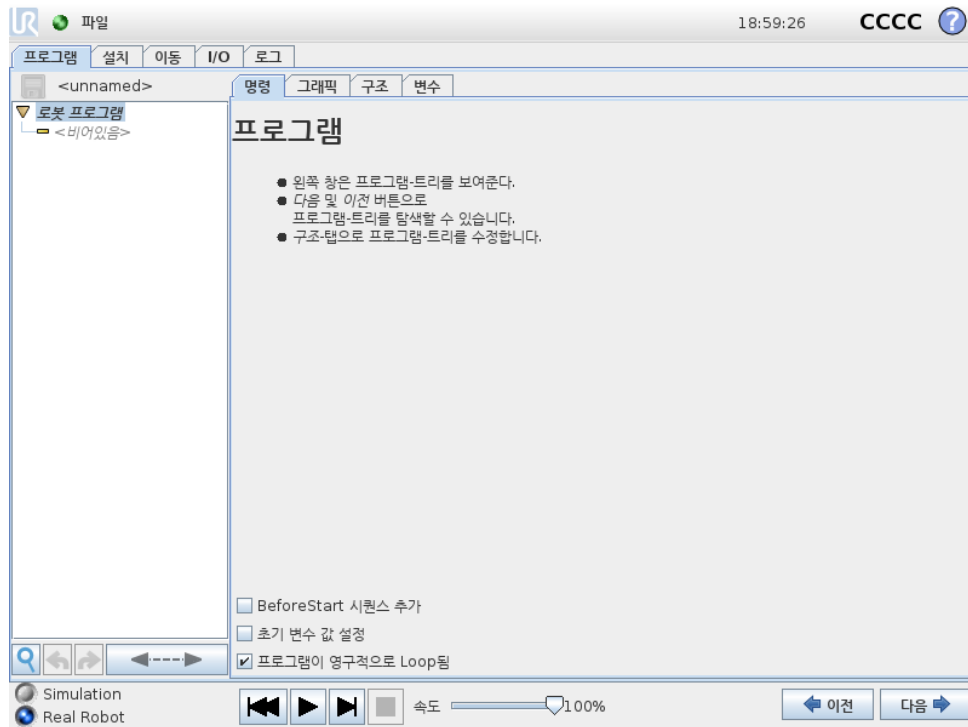 UR 파일 18:59:26 CCCC ?
프로그램 설치 이동 I/O 로그
<unnamed> 명령 그래픽 구조 변수
로봇 프로그램
<비어있음>
프로그램
왼쪽 창은 프로그램-트리를 보여준다.
다음 및 이전 버튼으로
프로그램-트리를 탐색할 수 있습니다.
구조-탭으로 프로그램-트리를 수정합니다.
BeforeStart 시퀀스 추가
초기 변수 값 설정
프로그램이 영구적으로 Loop됨
Simulation
Real Robot
속도 100% 이전 다음